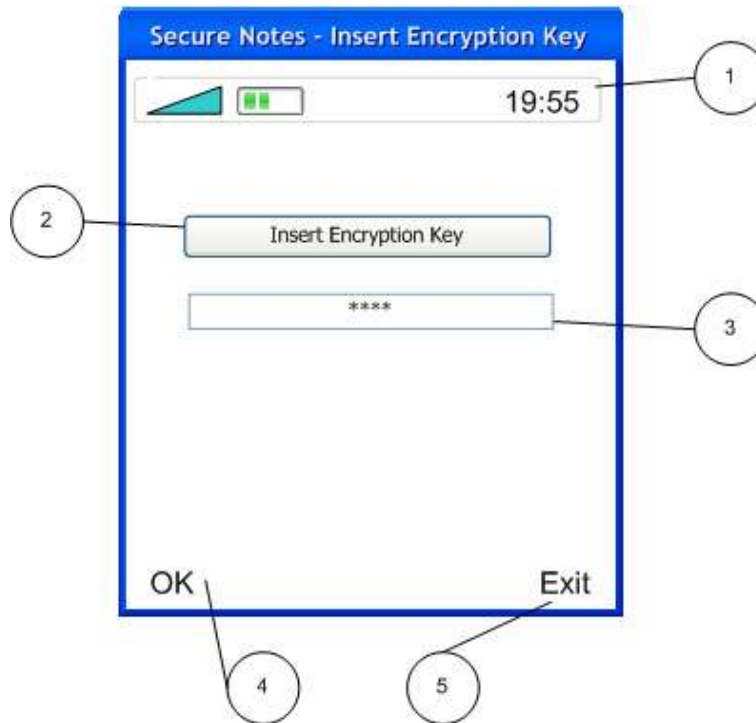 Secure Notes - Insert Encryption Key
19:55
1
2
Insert Encryption Key
****
3
OK
Exit
4
5